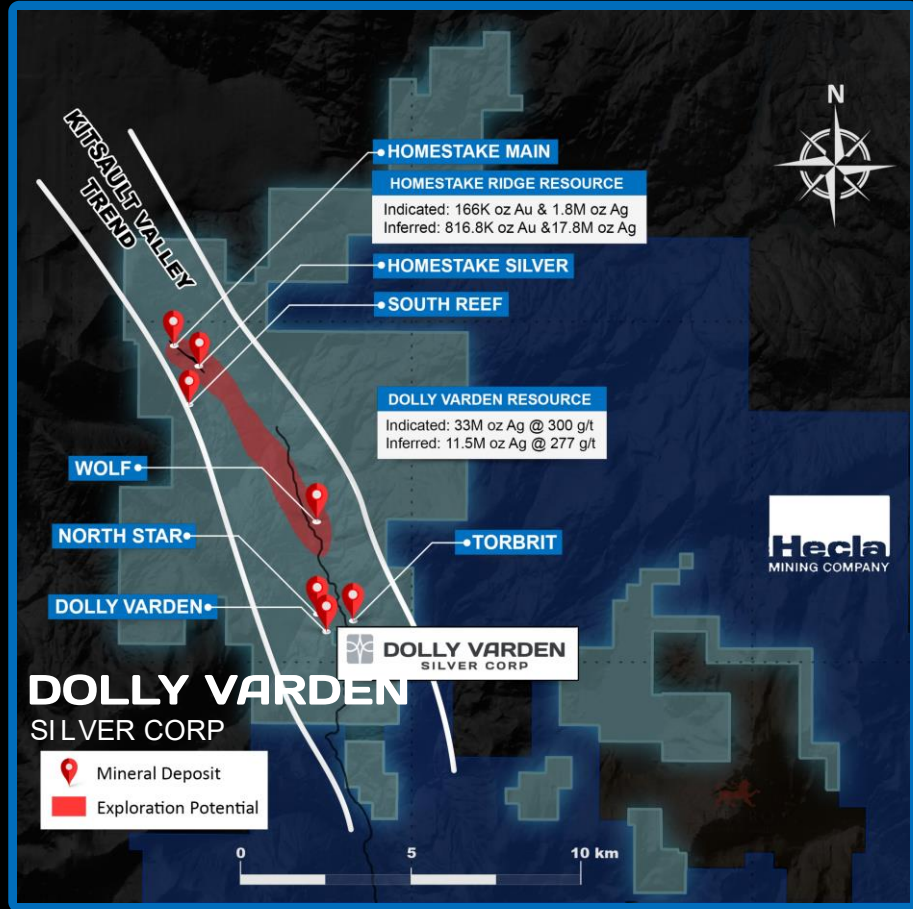 N
KITSAULT VALLEY
TREND
HOMESTAKE MAIN
HOMESTAKE RIDGE RESOURCE
Indicated: 166K oz Au & 1.8M oz Ag
Inferred: 816.8K oz Au &17.8M oz Ag
HOMESTAKE SILVER
SOUTH REEF
DOLLY VARDEN RESOURCE
Indicated: 33M oz Ag @ 300 g/t
Inferred: 11.5M oz Ag @ 277 g/t
WOLF
NORTH STAR
TORBRIT
Hecla
MINING COMPANY
DOLLY VARDEN
DOLLY VARDEN
SILVER CORP
DOLLY VARDEN
SILVER CORP
Mineral Deposit
Exploration Potential
0 5 10 km